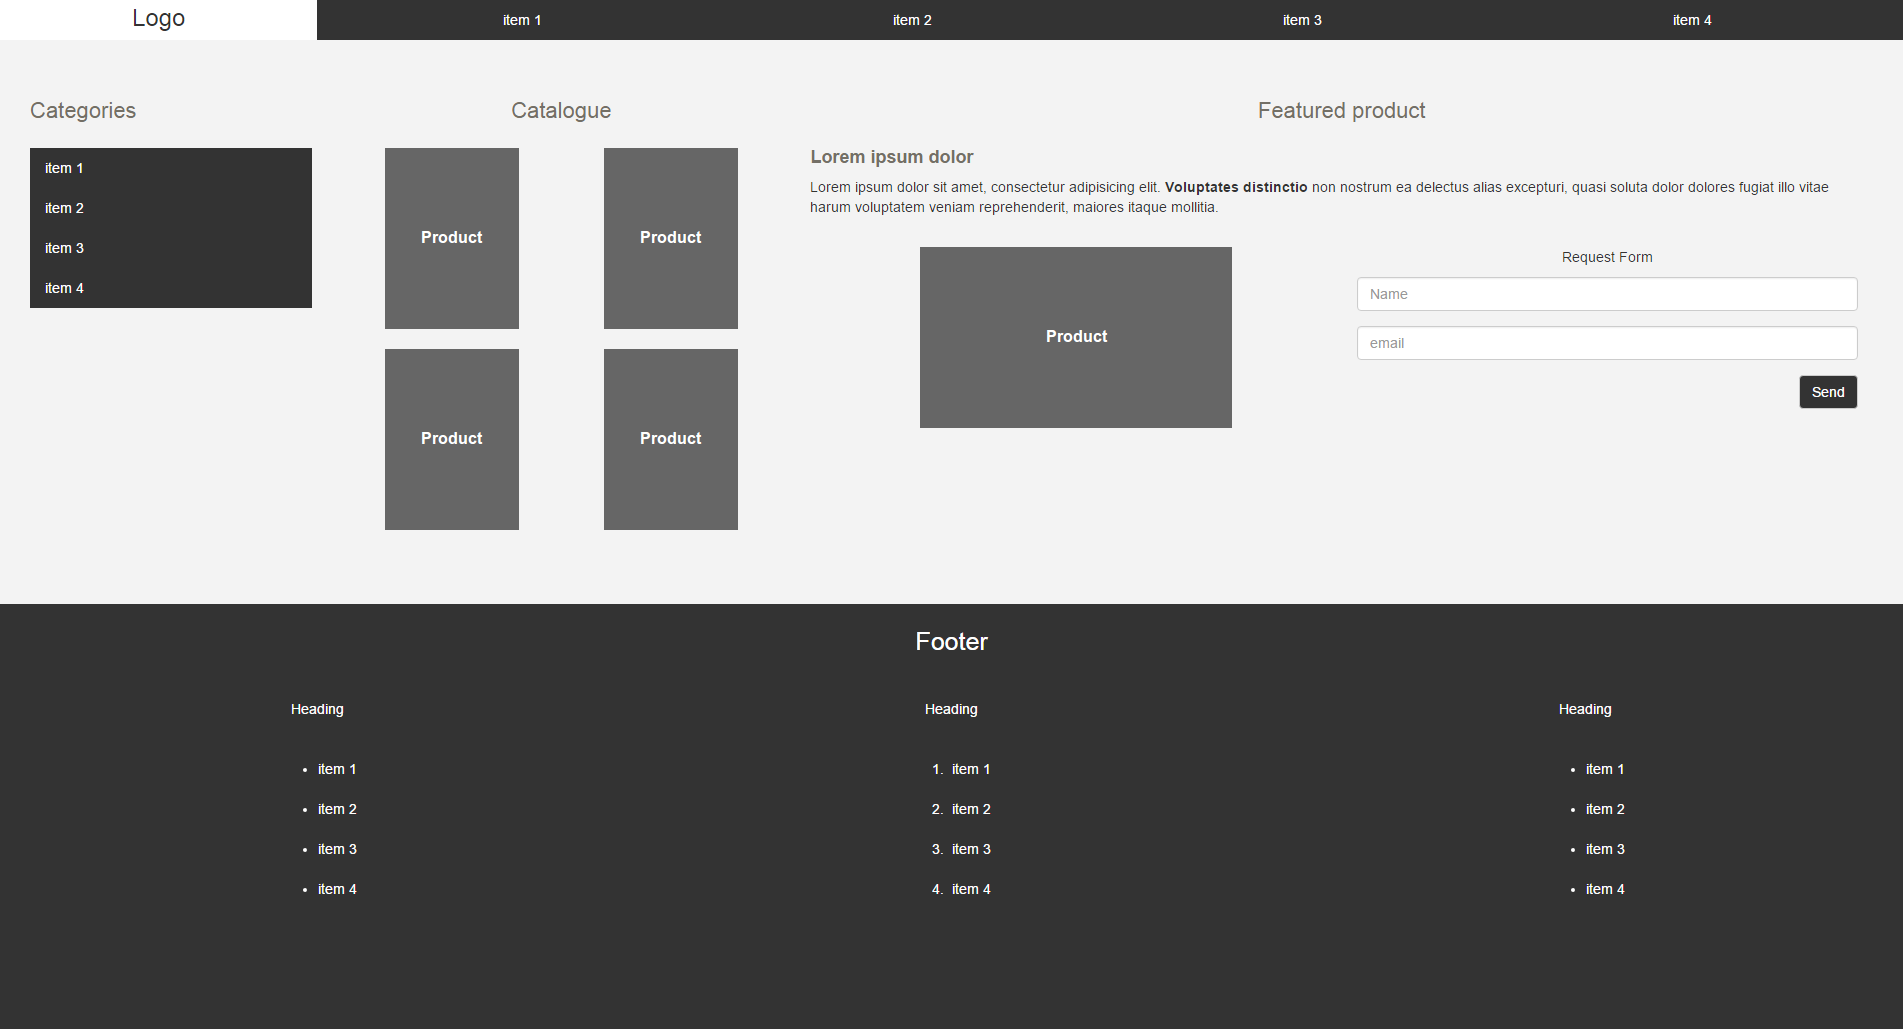 Logo
item 1
item 2
item 3
item 4
Categories
item 1
item 2
item 3
item 4
Catalogue
Product
Product
Product
Product
Featured product
Lorem ipsum dolor
Lorem ipsum dolor sit amet, consectetur adipisicing elit. Voluptates distinctio non nostrum ea delectus alias excepturi, quasi soluta dolor dolores fugiat illo vitae
harum voluptatem veniam reprehenderit, maiores itaque mollitia.
Product
Request Form
Name
email
Send
Footer
Heading
• item 1
• item 2
• item 3
• item 4
Heading
1. item 1
2. item 2
3. item 3
4. item 4
Heading
• item 1
• item 2
• item 3
• item 4